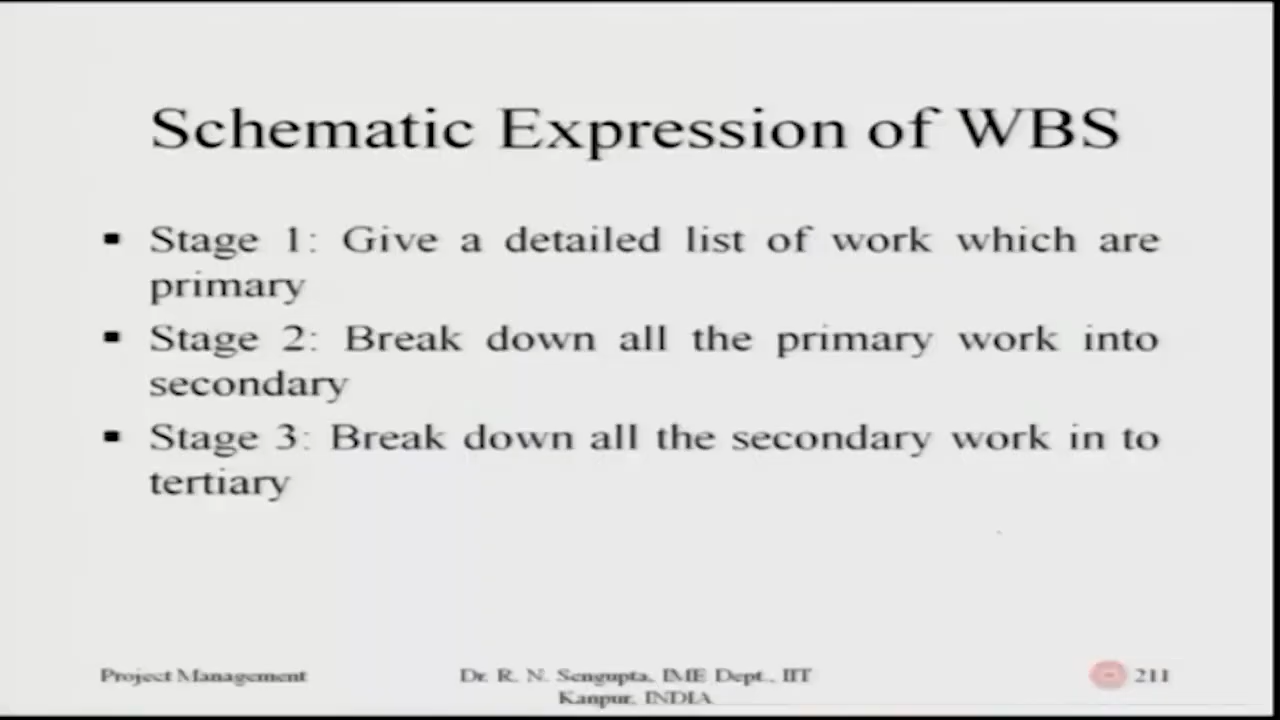 Schematic Expression of WBS
▪ Stage 1: Give a detailed list of work which are
primary
▪ Stage 2: Break down all the primary work into
secondary
▪ Stage 3: Break down all the secondary work in to
tertiary
Project Management
Dr. R. N. Sengupta, IME Dept., IIT
Kanpur, INDIA
211